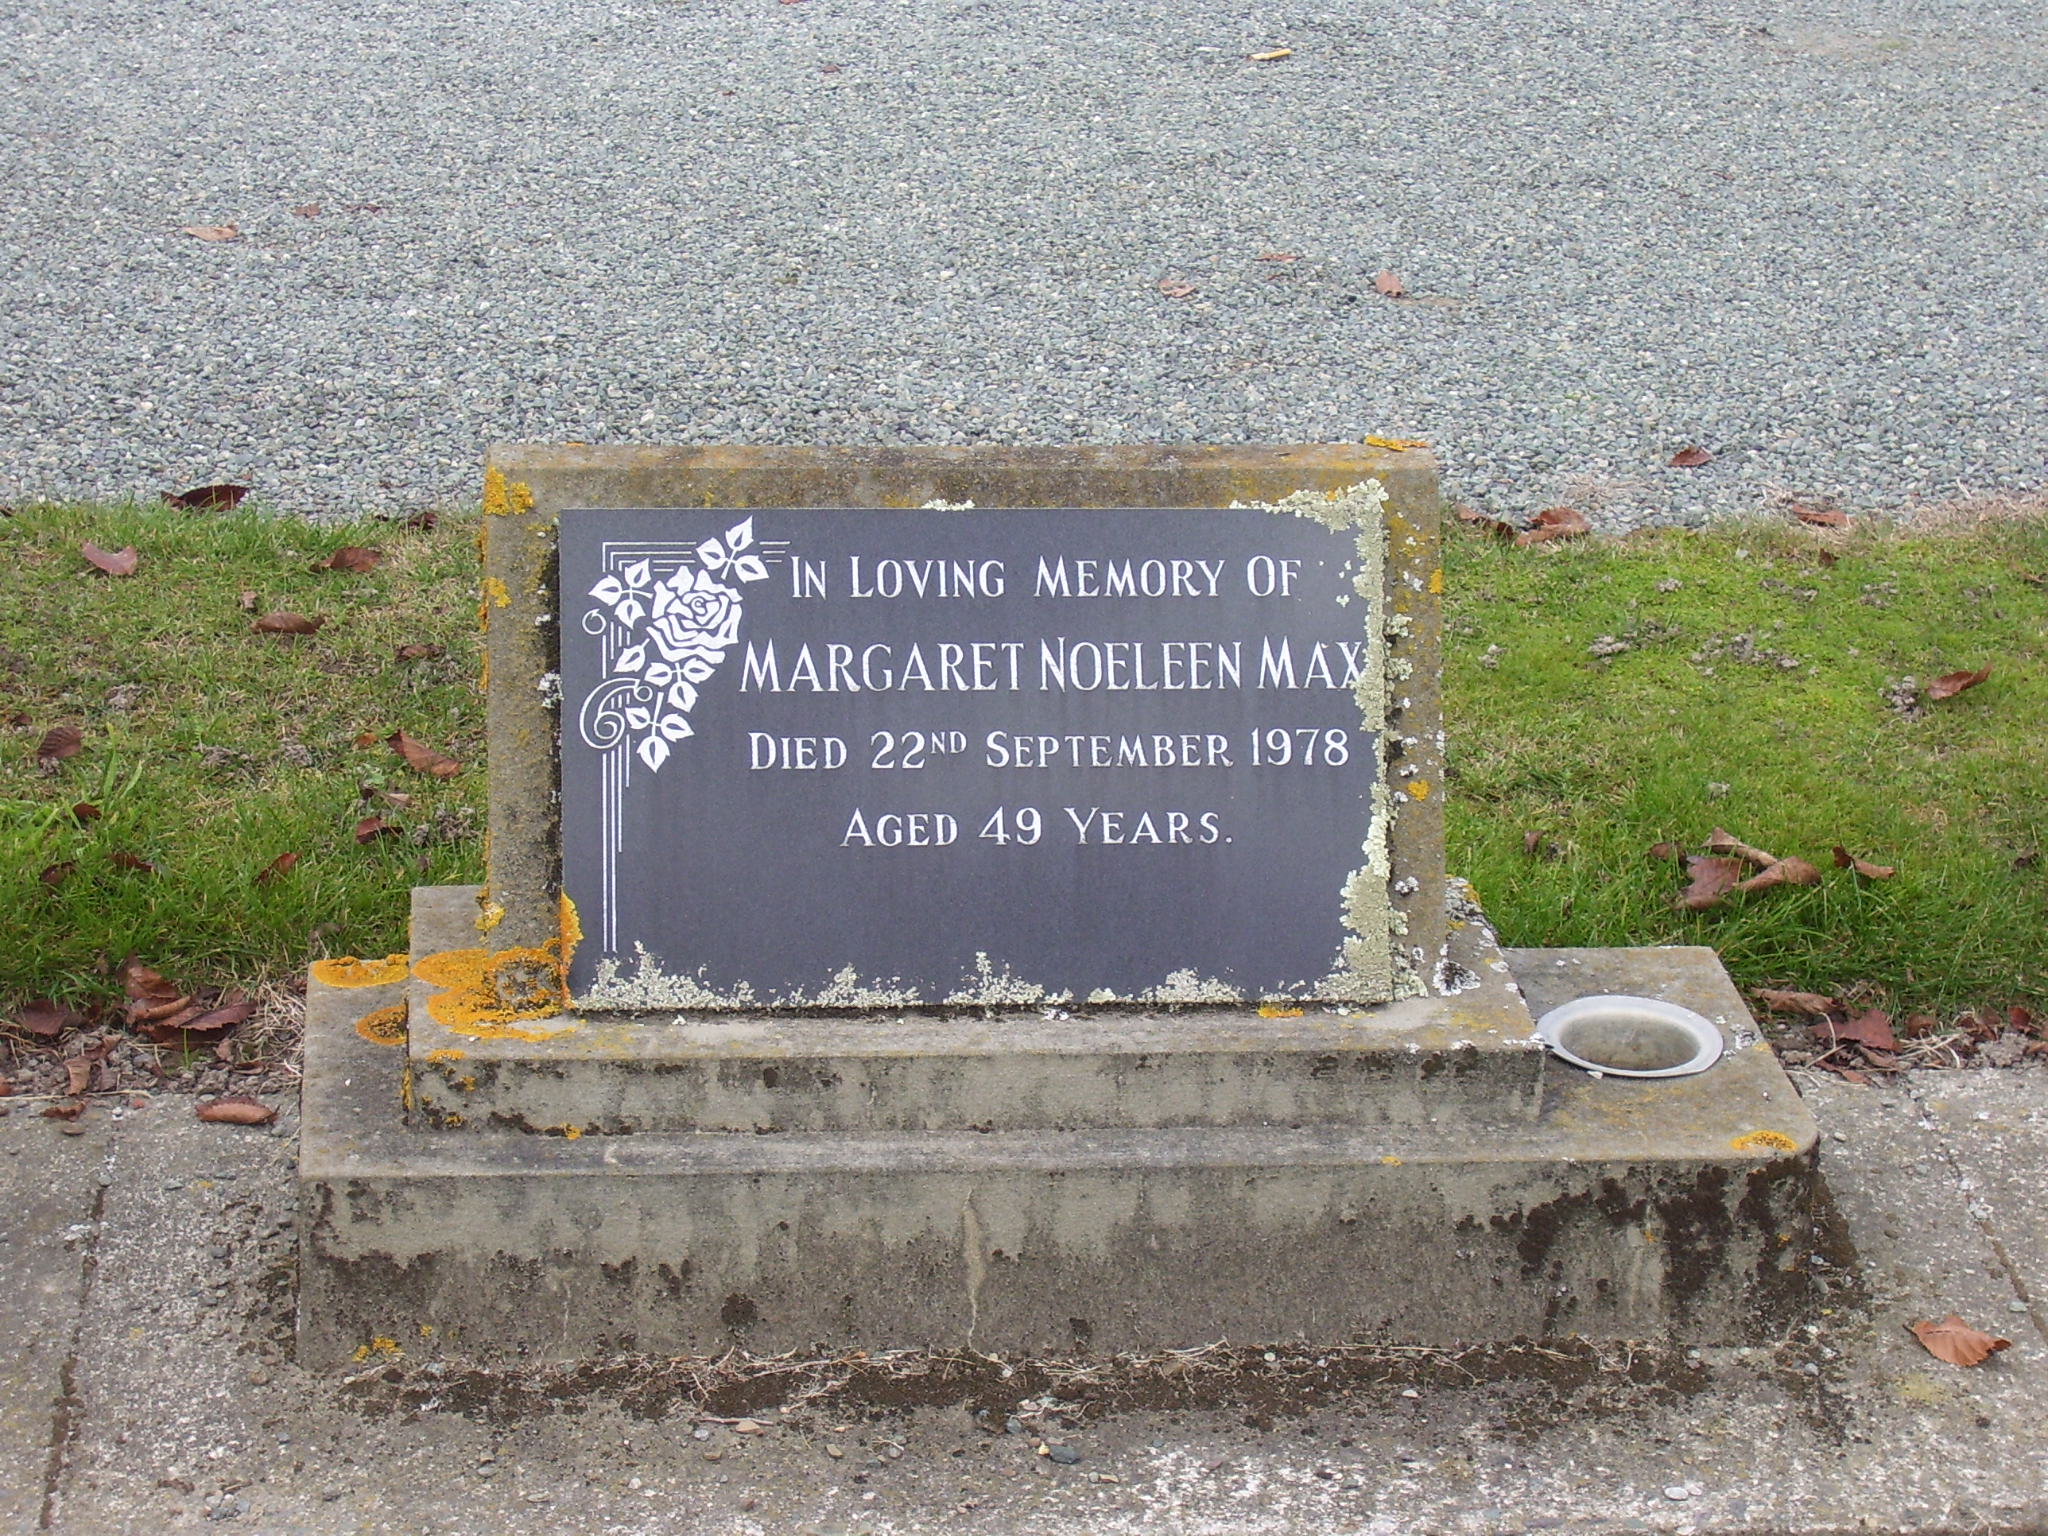 In Loving Memory Of
Margaret Noeleen Max
Died 22nd September 1978
Aged 49 Years.